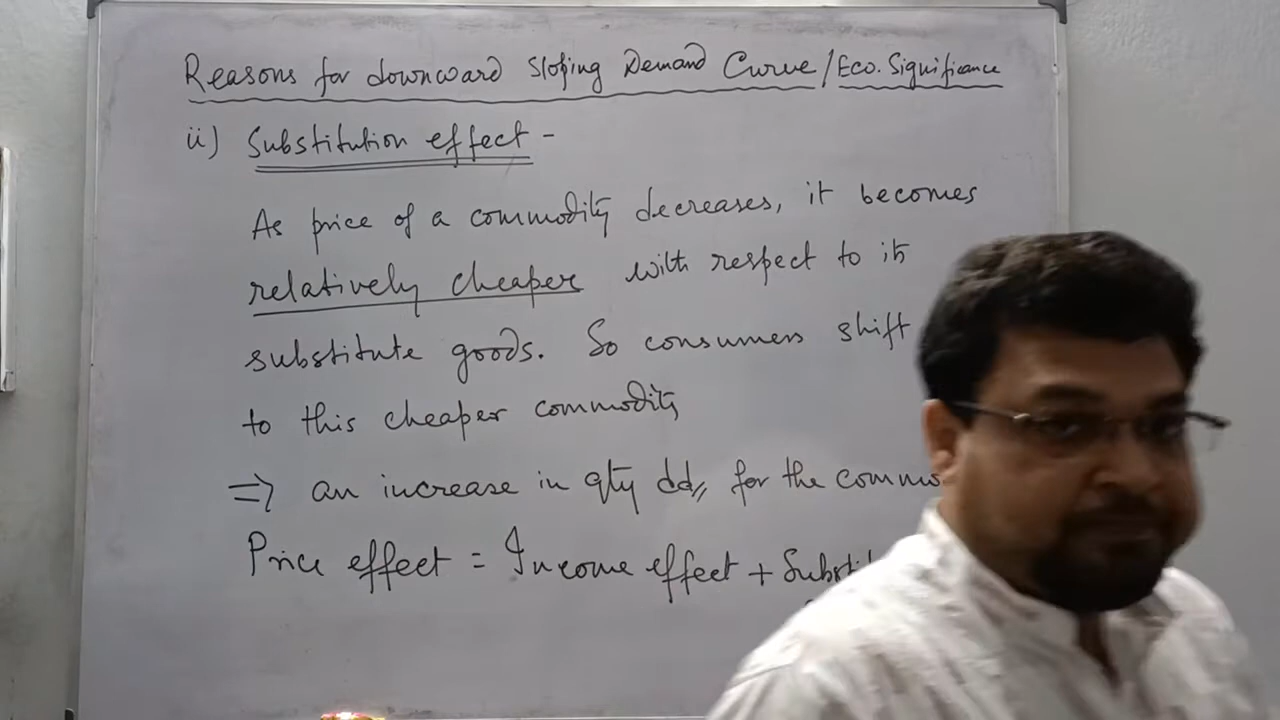 Reasons for downward Sloping Demand Curve/Eco. Significance
ii) Substitution effect -
As price of a commodity decreases, it becomes
relatively cheaper with respect to its
substitute goods. So consumers shift
to this cheaper commodity
⇒ an increase in qty dd, for the commo
Price effect = Income effect + Substit